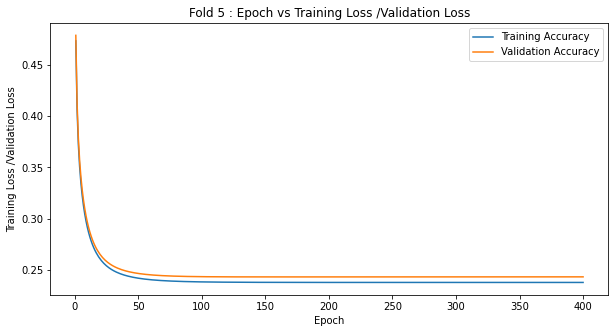 Fold 5 : Epoch vs Training Loss /Validation Loss
Training Accuracy
Validation Accuracy
Training Loss /Validation Loss
0.45
0.40
0.35
0.30
0.25
0 50 100 150 200 250 300 350 400
Epoch